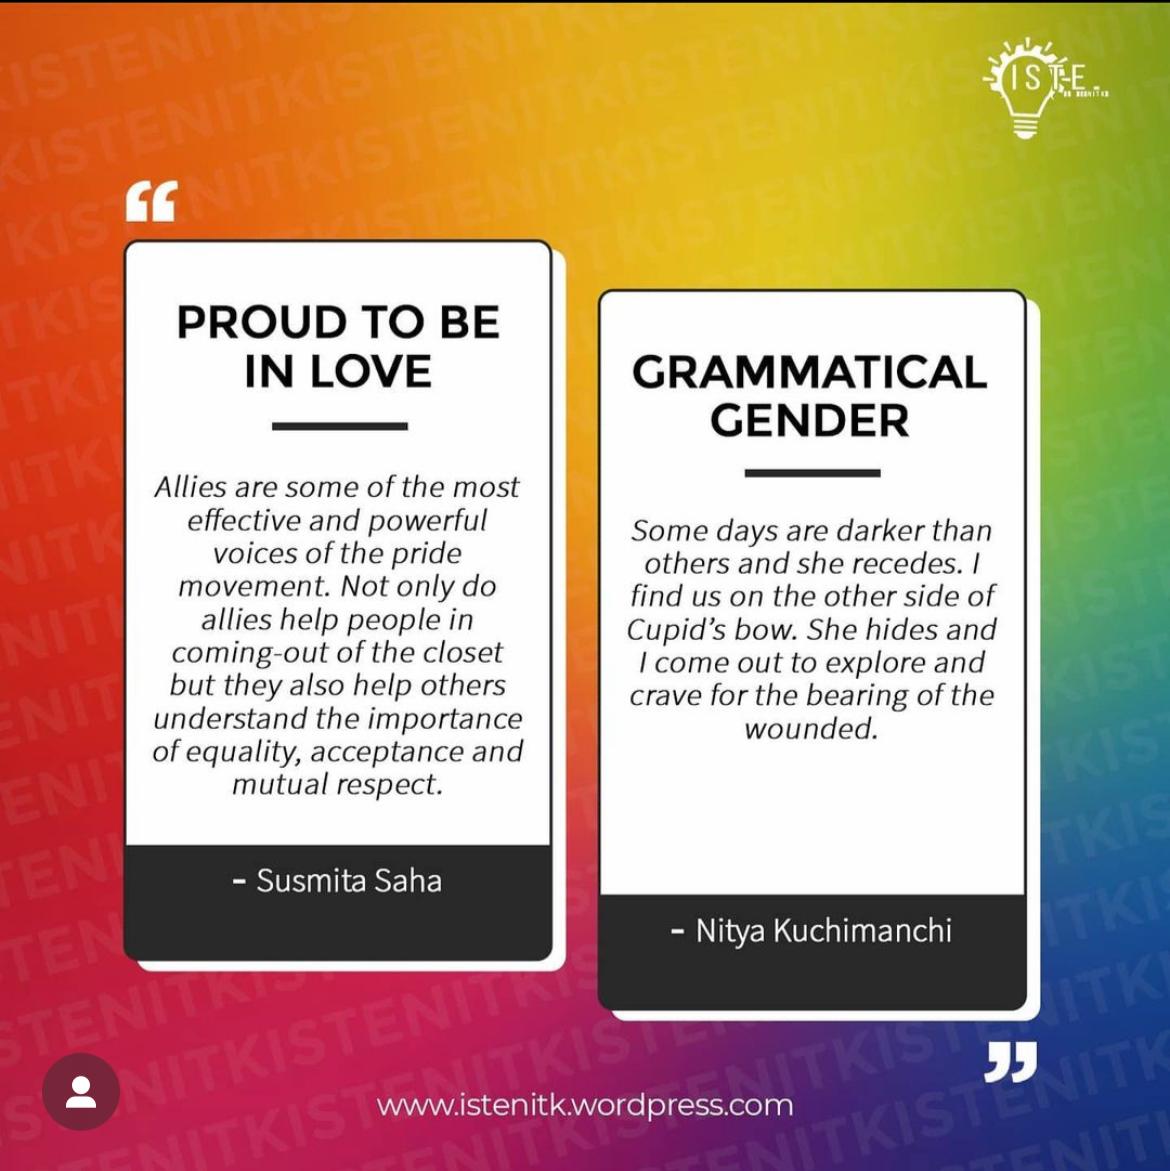 ISTE
“
PROUD TO BE
IN LOVE
Allies are some of the most
effective and powerful
voices of the pride
movement. Not only do
allies help people in
coming-out of the closet
but they also help others
understand the importance
of equality, acceptance and
mutual respect.
- Susmita Saha
GRAMMATICAL
GENDER
Some days are darker than
others and she recedes. I
find us on the other side of
Cupid’s bow. She hides and
I come out to explore and
crave for the bearing of the
wounded.
- Nitya Kuchimanchi
”
www.istenitk.wordpress.com